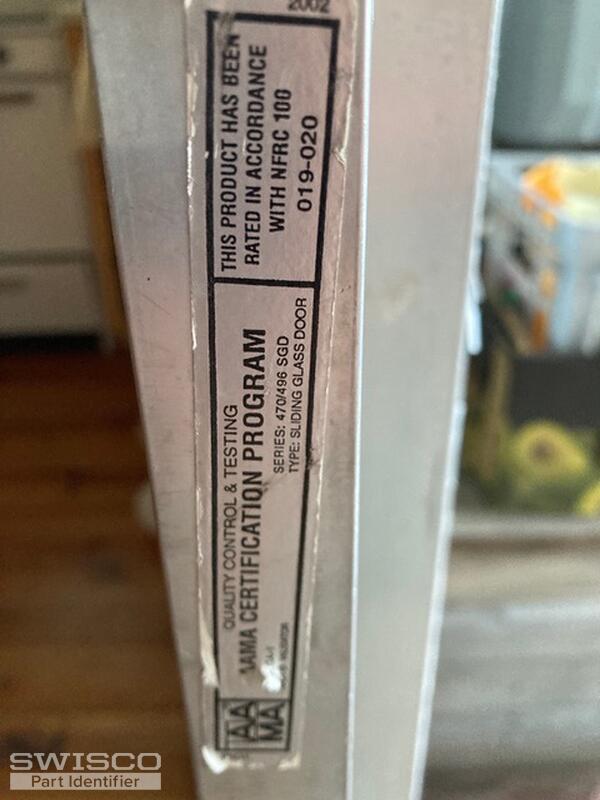 2002
THIS PRODUCT HAS BEEN
RATED IN ACCORDANCE
WITH NFRC 100
019-020
QUALITY CONTROL & TESTING
AAMA CERTIFICATION PROGRAM
SERIES: 470/496 SGD
TYPE: SLIDING GLASS DOOR
VALIDATOR
AA
MA
SWISCO
Part Identifier